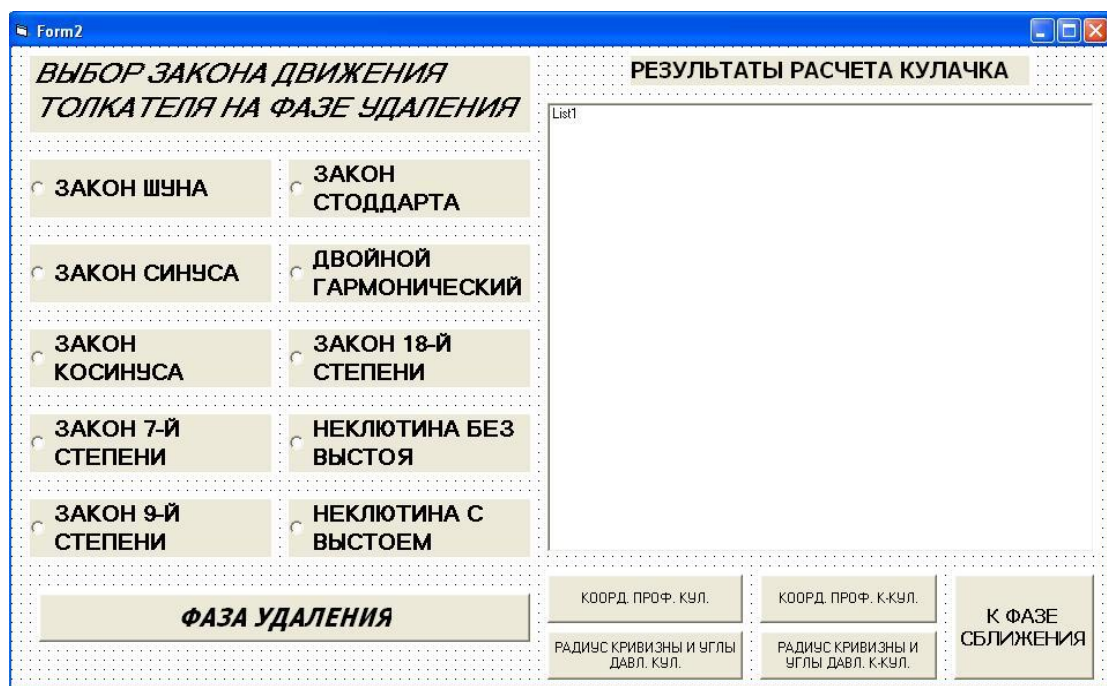 Form2
ВЫБОР ЗАКОНА ДВИЖЕНИЯ
ТОЛКАТЕЛЯ НА ФАЗЕ УДАЛЕНИЯ
ЗАКОН ШУНА
ЗАКОН
СТОДДАРТА
ЗАКОН СИНУСА
ДВОЙНОЙ
ГАРМОНИЧЕСКИЙ
ЗАКОН
КОСИНУСА
ЗАКОН 18-Й
СТЕПЕНИ
ЗАКОН 7-Й
СТЕПЕНИ
НЕКЛЮТИНА БЕЗ
ВЫСТОЯ
ЗАКОН 9-Й
СТЕПЕНИ
НЕКЛЮТИНА С
ВЫСТОЕМ
ФАЗА УДАЛЕНИЯ
РЕЗУЛЬТАТЫ РАСЧЕТА КУЛАЧКА
List1
КООРД. ПРОФ. КУЛ.
КООРД. ПРОФ. К-КУЛ.
РАДИУС КРИВИЗНЫ И УГЛЫ
ДАВЛ. КУЛ.
РАДИУС КРИВИЗНЫ И
УГЛЫ ДАВЛ. К-КУЛ.
К ФАЗЕ
СБЛИЖЕНИЯ